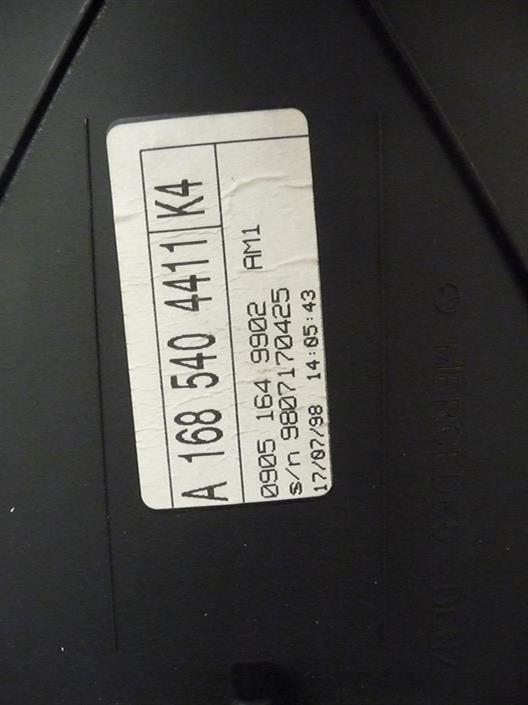 A 168 540 4411 K4
0905 164 9902 AM1
s/n 9807170425
17/07/98 14:05:43
MERCEDES-BENZ